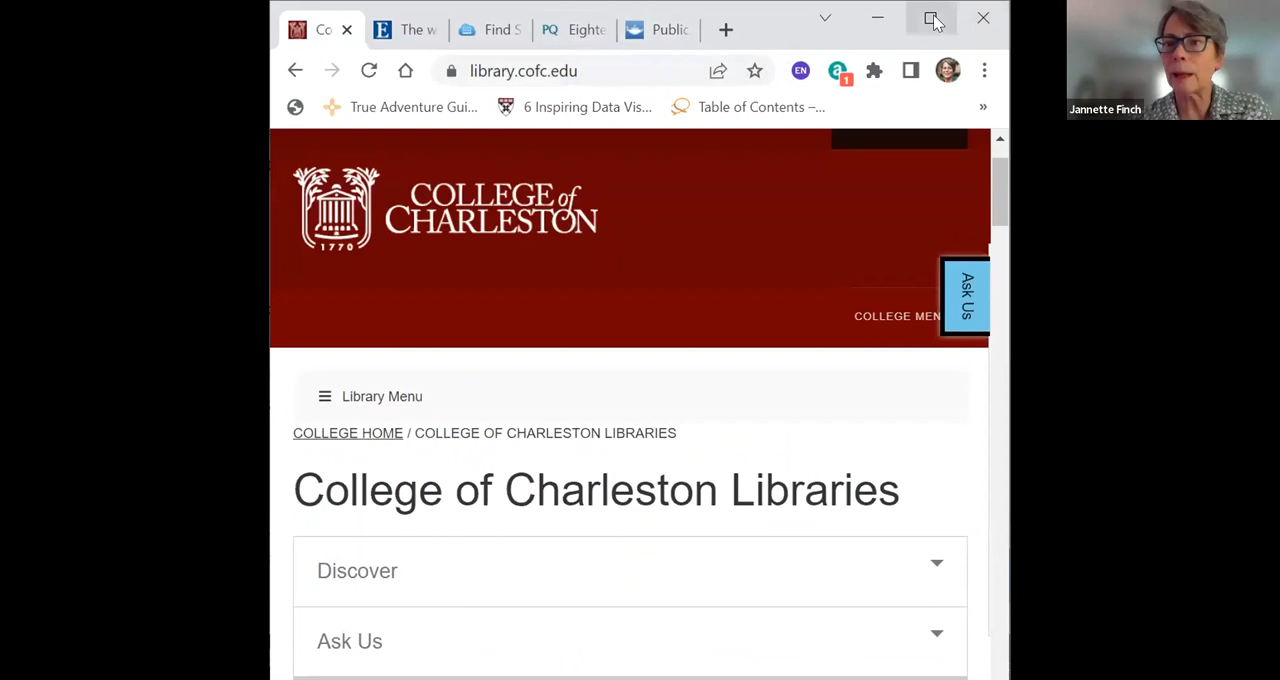 Co
The w
Find S
PQ
Eighte
Public
library.cofc.edu
EN
a
1
True Adventure Gui...
6 Inspiring Data Vis...
Table of Contents –...
»
COLLEGE of
CHARLESTON
1770
Ask Us
COLLEGE MEN
Library Menu
COLLEGE HOME / COLLEGE OF CHARLESTON LIBRARIES
College of Charleston Libraries
Discover
Ask Us
Jannette Finch